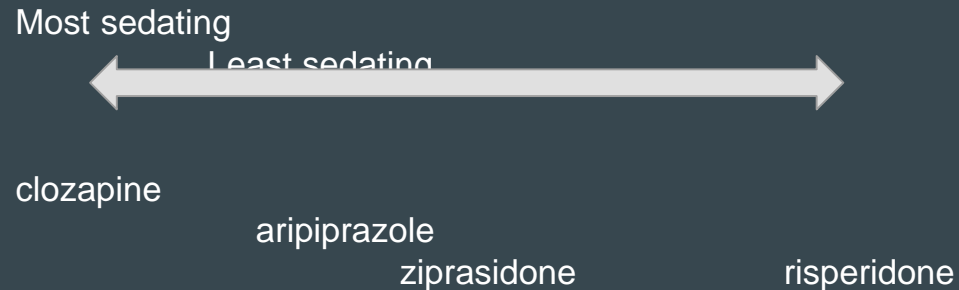 Most sedating
Least sedating
clozapine
aripiprazole
ziprasidone risperidone